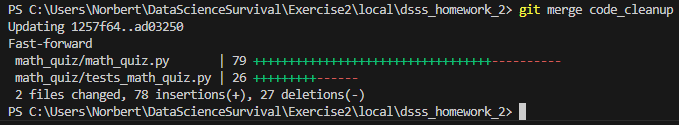 PS C:\Users\Norbert\DataScienceSurvival\Exercise2\local\dsss_homework_2> git merge code_cleanup
Updating 1257f64..ad03250
Fast-forward
 math_quiz/math_quiz.py       | 79 ++++++++++++++++++++++++++++++++++----------
 math_quiz/tests_math_quiz.py | 26 +++++++++------
 2 files changed, 78 insertions(+), 27 deletions(-)
PS C:\Users\Norbert\DataScienceSurvival\Exercise2\local\dsss_homework_2>